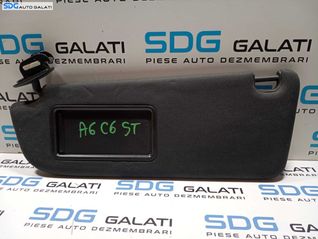 SDG GALATI
AUTO
SDG GALATI
PIESE AUTO DEZMEMBRARI
SDG GALATI
PIESE AUTO DEZMEMBRARI
A6 C6 ST
GALATI
DEZMEMBRARI
SDG GALATI
PIESE AUTO DEZMEMBRARI
SDG GALATI
PIESE AUTO DEZMEMBRARI